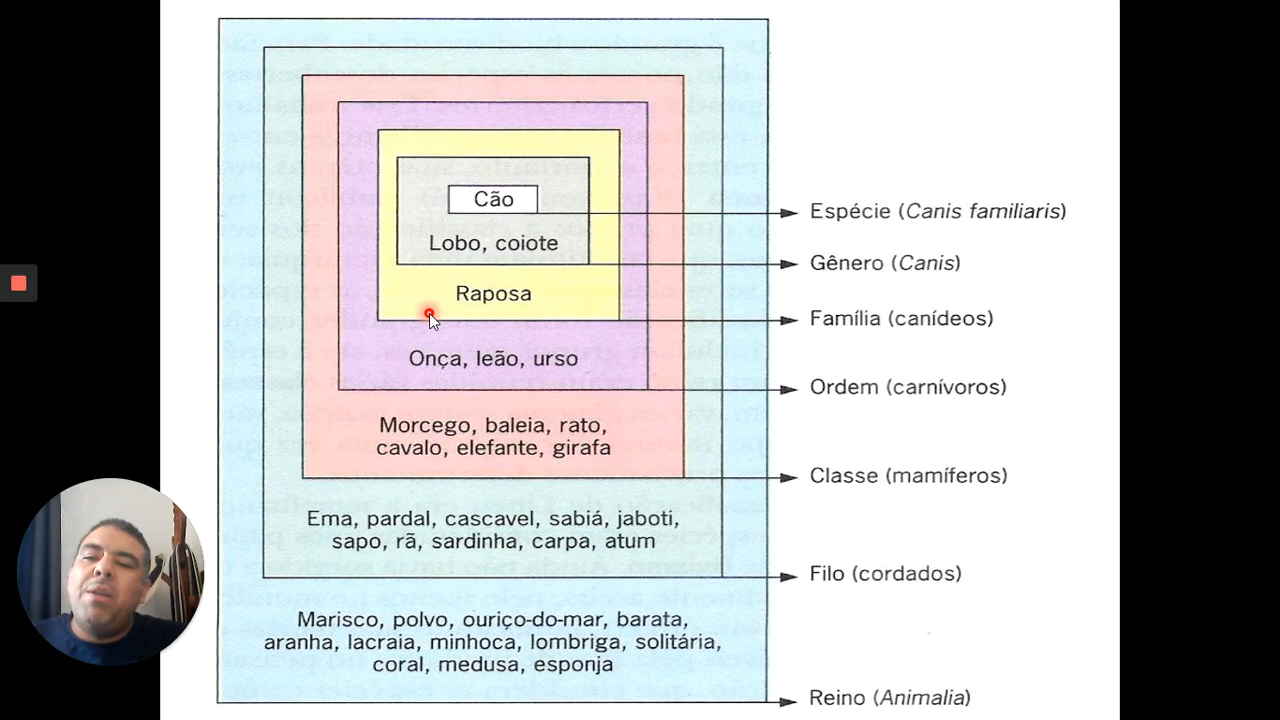 Cão
Espécie (Canis familiaris)
Lobo, coiote
Gênero (Canis)
Raposa
Família (canídeos)
Onça, leão, urso
Ordem (carnívoros)
Morcego, baleia, rato,
cavalo, elefante, girafa
Classe (mamíferos)
Ema, pardal, cascavel, sabiá, jaboti,
sapo, rã, sardinha, carpa, atum
Filo (cordados)
Marisco, polvo, ouriço-do-mar, barata,
aranha, lacraia, minhoca, lombriga, solitária,
coral, medusa, esponja
Reino (Animalia)